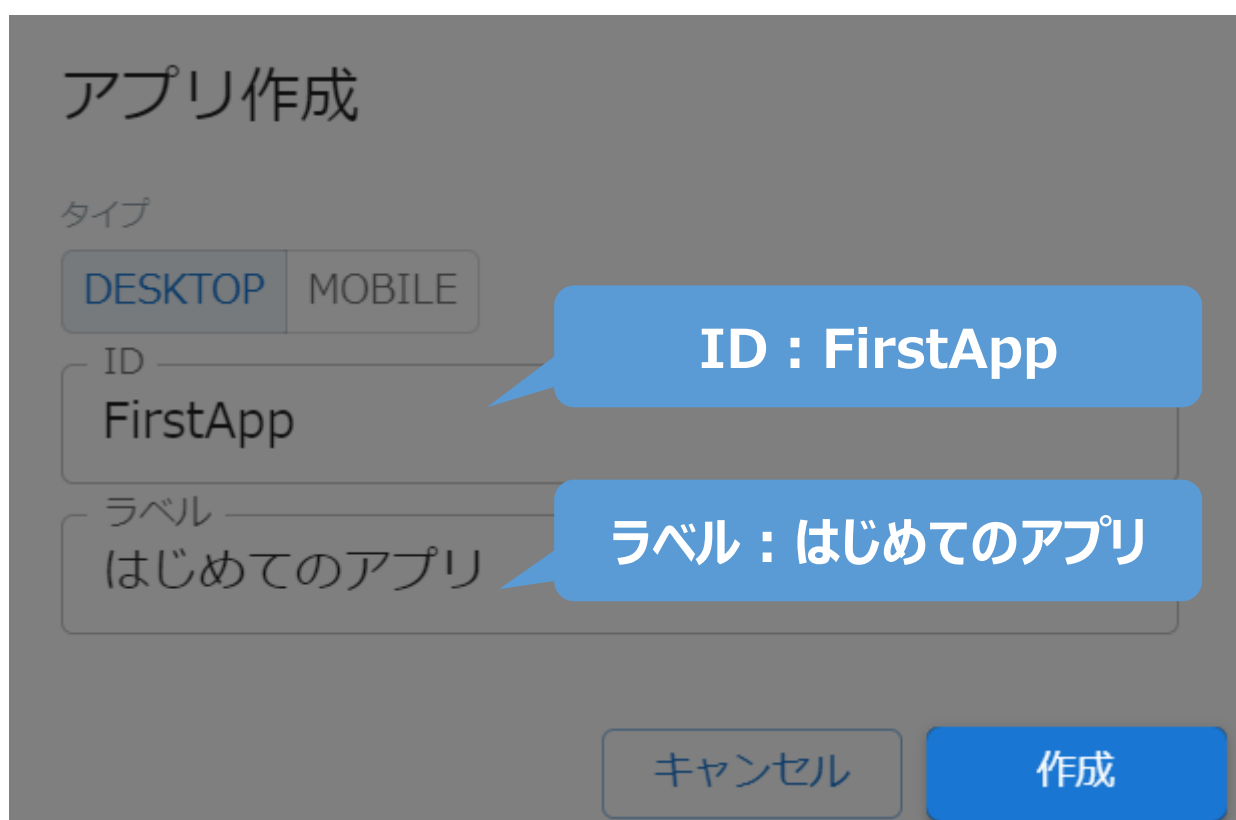 アプリ作成
タイプ
DESKTOP MOBILE
ID
FirstApp
ID：FirstApp
ラベル
はじめてのアプリ
ラベル：はじめてのアプリ
キャンセル 作成